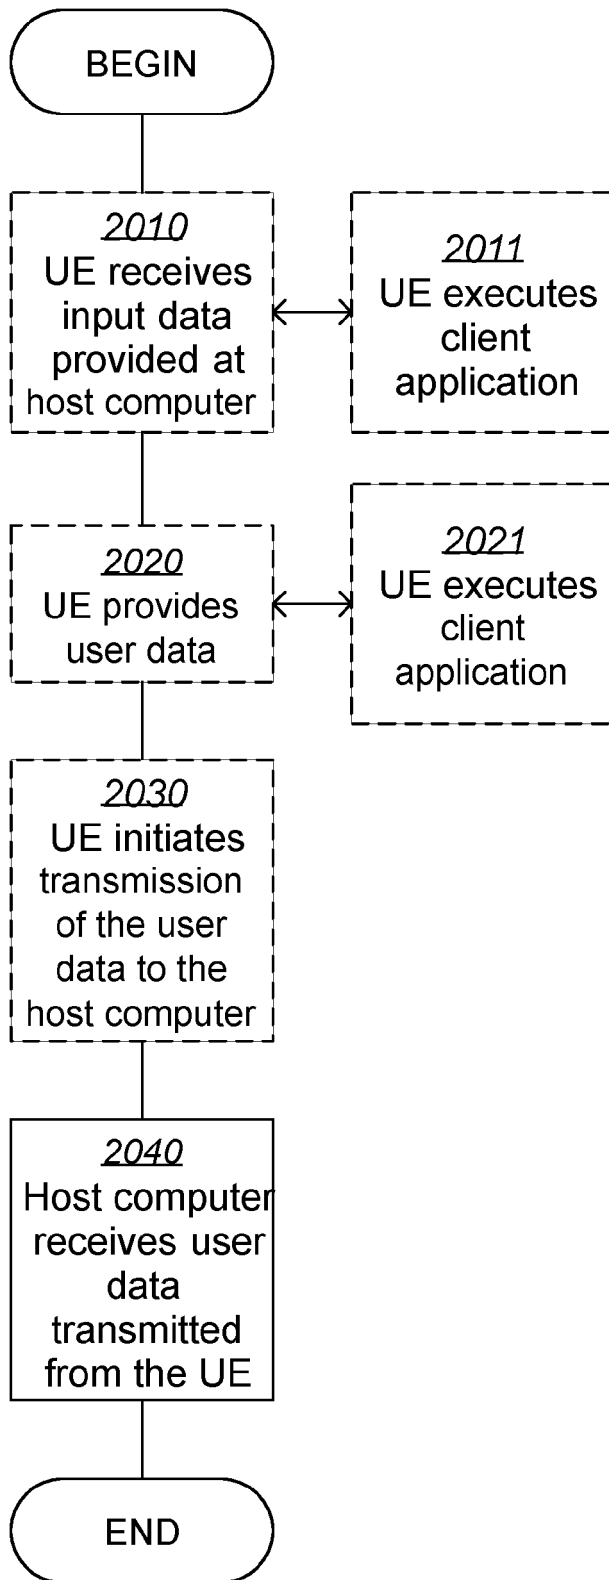 BEGIN
2010
UE receives
input data
provided at
host computer
2011
UE executes
client
application
2020
UE provides
user data
2021
UE executes
client
application
2030
UE initiates
transmission
of the user
data to the
host computer
2040
Host computer
receives user
data
transmitted
from the UE
END